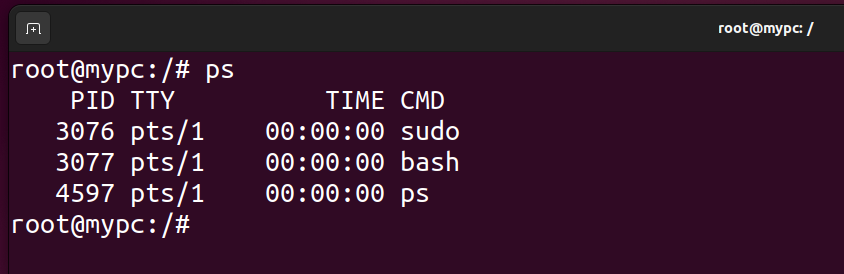 root@mypc: /
root@mypc:/# ps
    PID TTY          TIME CMD
   3076 pts/1    00:00:00 sudo
   3077 pts/1    00:00:00 bash
   4597 pts/1    00:00:00 ps
root@mypc:/#